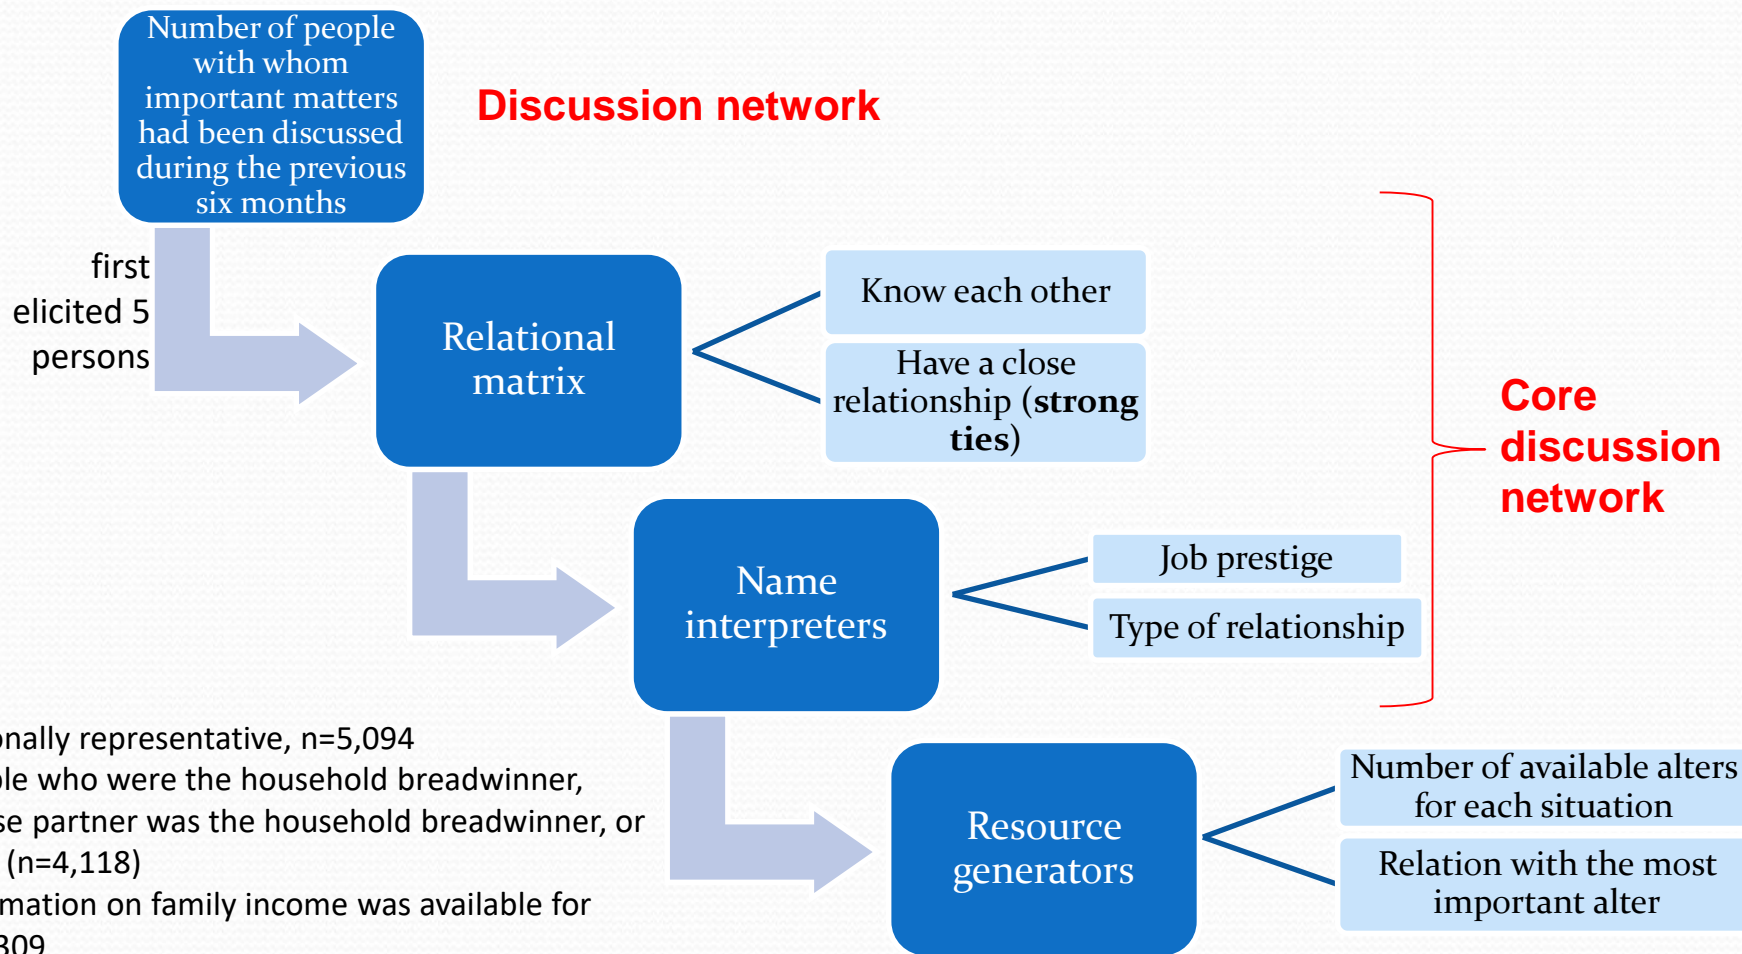 Number of people
with whom
important matters
had been discussed
during the previous
six months
Discussion network
first
elicited 5
persons
Relational
matrix
Know each other
Have a close
relationship (strong
ties)
Core
discussion
network
Name
interpreters
Job prestige
Type of relationship
onally representative, n=5,094
ple who were the household breadwinner,
se partner was the household breadwinner, or
(n=4,118)
rmation on family income was available for
309
Resource
generators
Number of available alters
for each situation
Relation with the most
important alter